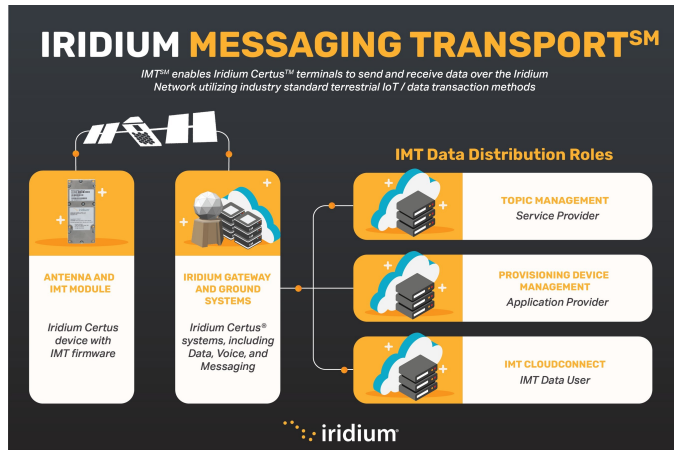 IRIDIUM MESSAGING TRANSPORT℠
IMT℠ enables Iridium Certus™ terminals to send and receive data over the Iridium
Network utilizing industry standard terrestrial IoT / data transaction methods
ANTENNA AND
IMT MODULE
Iridium Certus
device with
IMT firmware
IRIDIUM GATEWAY
AND GROUND
SYSTEMS
Iridium Certus®
systems, including
Data, Voice, and
Messaging
IMT Data Distribution Roles
TOPIC MANAGEMENT
Service Provider
PROVISIONING DEVICE
MANAGEMENT
Application Provider
IMT CLOUDCONNECT
IMT Data User
iridium®